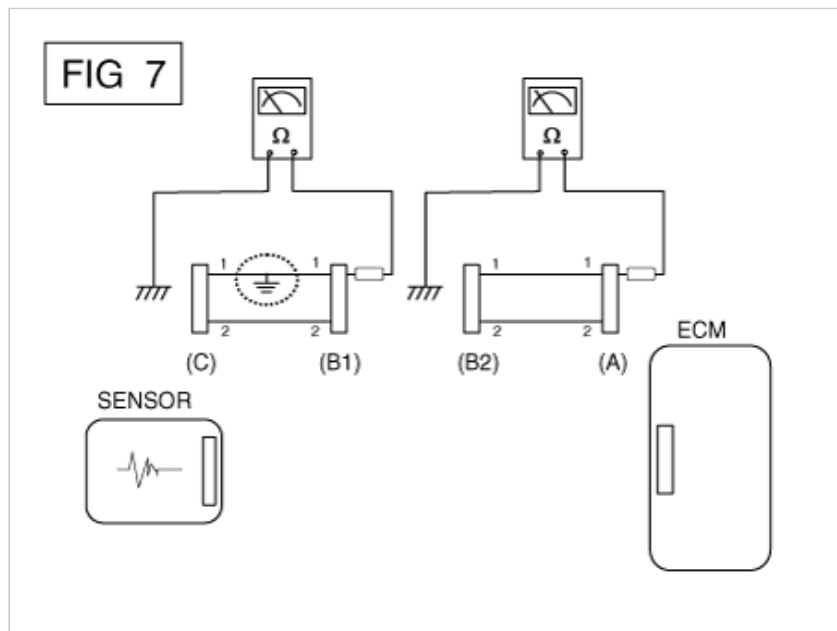 FIG 7
Ω Ω
1 1 1 1
2 2 2 2
(C) (B1) (B2) (A)
ECM
SENSOR